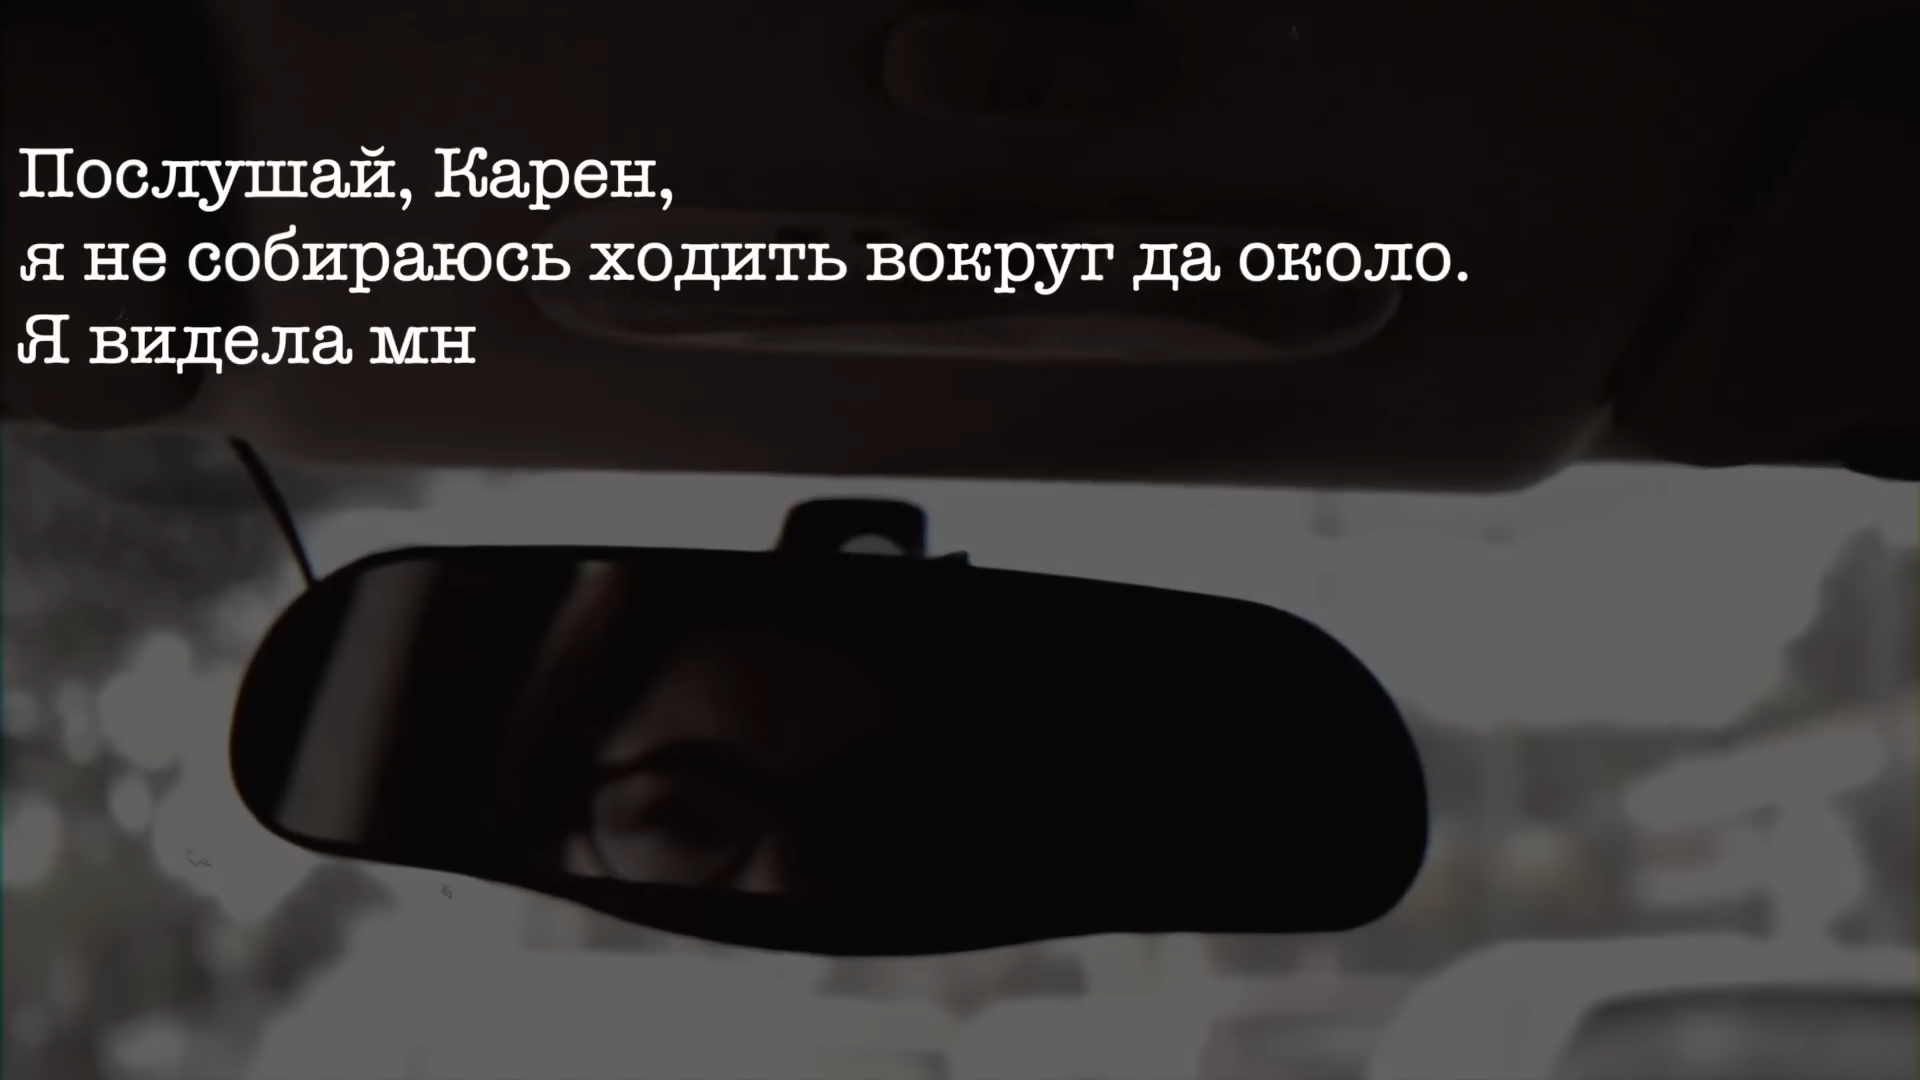 Послушай, Карен,
я не собираюсь ходить вокруг да около.
Я видела мн